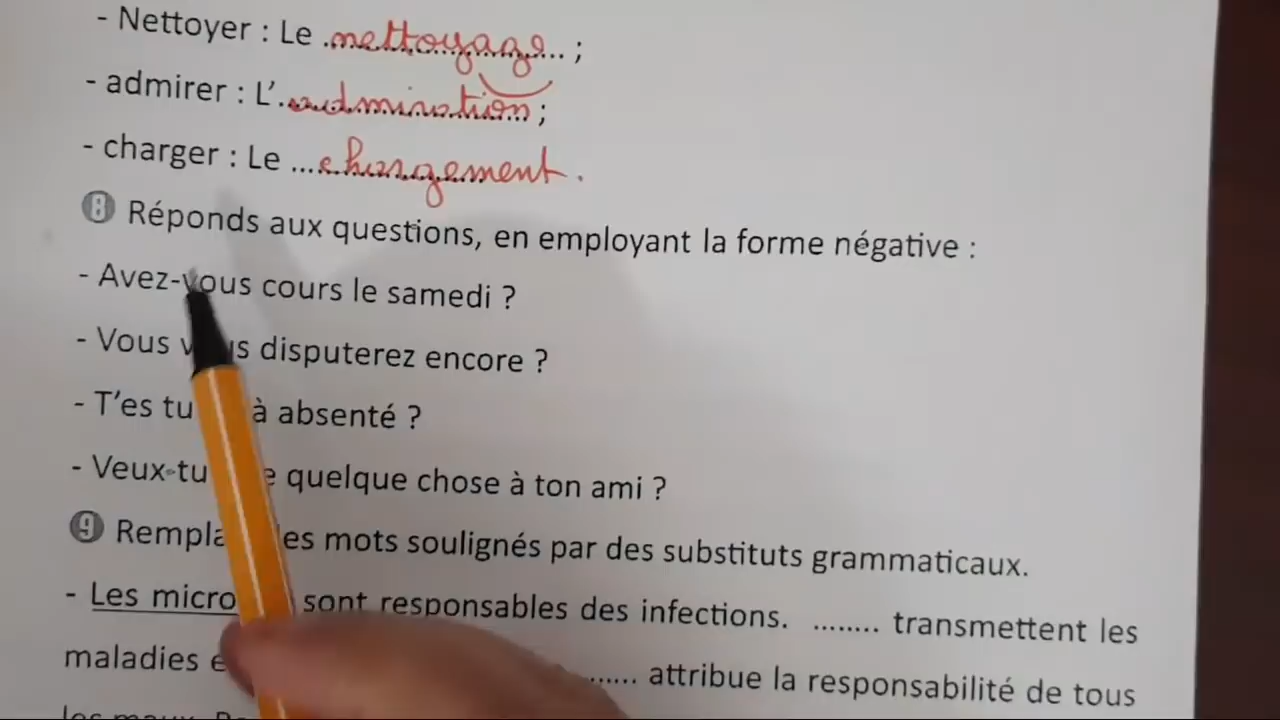 - Nettoyer : Le nettoyage ;
- admirer : L' admiration ;
- charger : Le ... chargement.
8 Réponds aux questions, en employant la forme négative :
- Avez-vous cours le samedi ?
- Vous vous disputerez encore ?
- T'es tu absenté ?
- Veux-tu quelque chose à ton ami ?
9 les mots soulignés par des substituts grammaticaux.
- Les sont responsables des infections. ........ transmettent les
maladies ...... attribue la responsabilité de tous